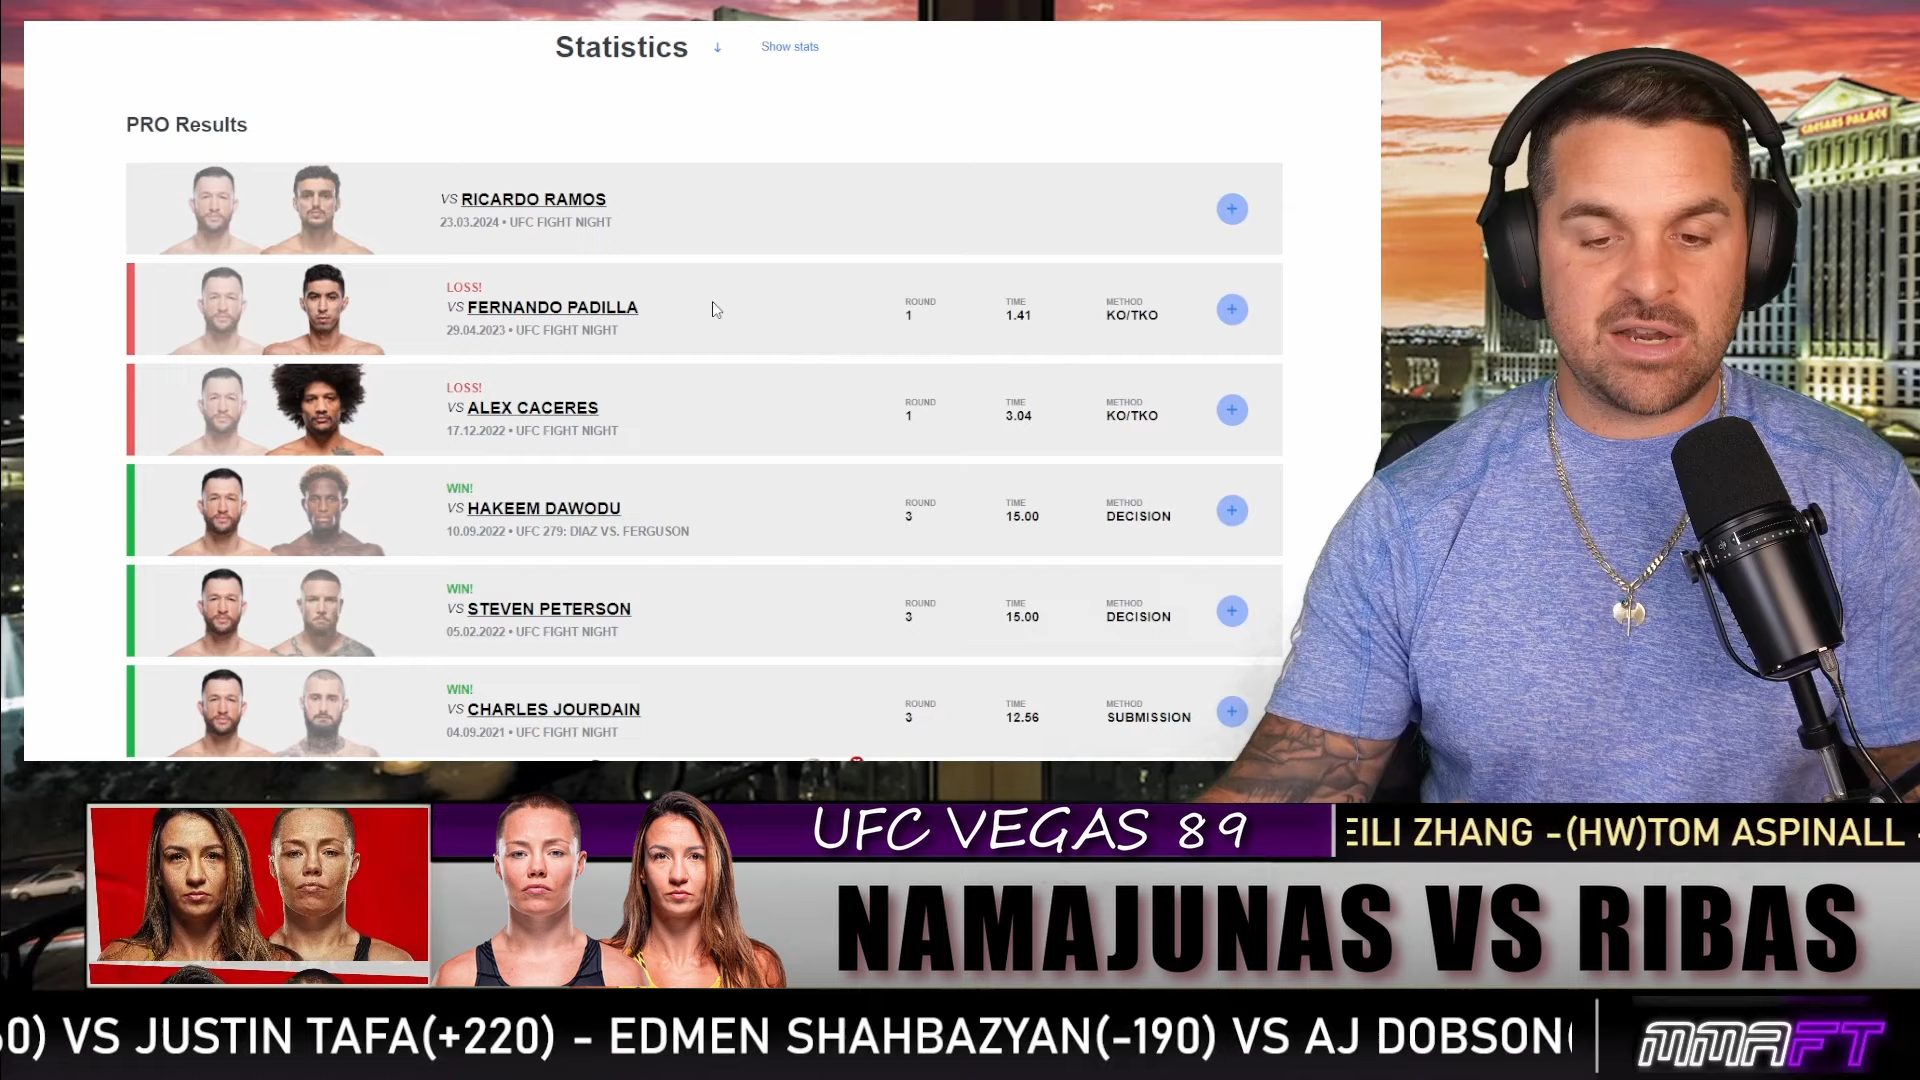 Statistics
↓ Show stats
PRO Results
VS RICARDO RAMOS
23.03.2024 • UFC FIGHT NIGHT
+
LOSS!
VS FERNANDO PADILLA
29.04.2023 • UFC FIGHT NIGHT
ROUND TIME METHOD
1 1.41 KO/TKO
+
LOSS!
VS ALEX CACERES
17.12.2022 • UFC FIGHT NIGHT
ROUND TIME METHOD
1 3.04 KO/TKO
+
WIN!
VS HAKEEM DAWODU
10.09.2022 • UFC 279: DIAZ VS. FERGUSON
ROUND TIME METHOD
3 15.00 DECISION
+
WIN!
VS STEVEN PETERSON
05.02.2022 • UFC FIGHT NIGHT
ROUND TIME METHOD
3 15.00 DECISION
+
WIN!
VS CHARLES JOURDAIN
04.09.2021 • UFC FIGHT NIGHT
ROUND TIME METHOD
3 12.56 SUBMISSION
+
CAESARS PALACE
UFC VEGAS 89
EILI ZHANG -(HW)TOM ASPINALL -
NAMAJUNAS VS RIBAS
60) VS JUSTIN TAFA(+220) - EDMEN SHAHBAZYAN(-190) VS AJ DOBSON(
MMAFT